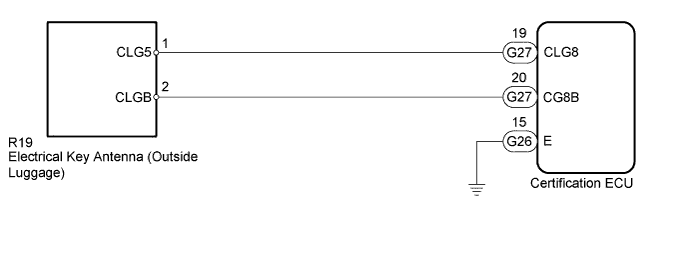 19
CLG5 1 G27 CLG8
20
CLGB 2 G27 CG8B
15
G26 E
R19
Electrical Key Antenna (Outside
Luggage)
Certification ECU